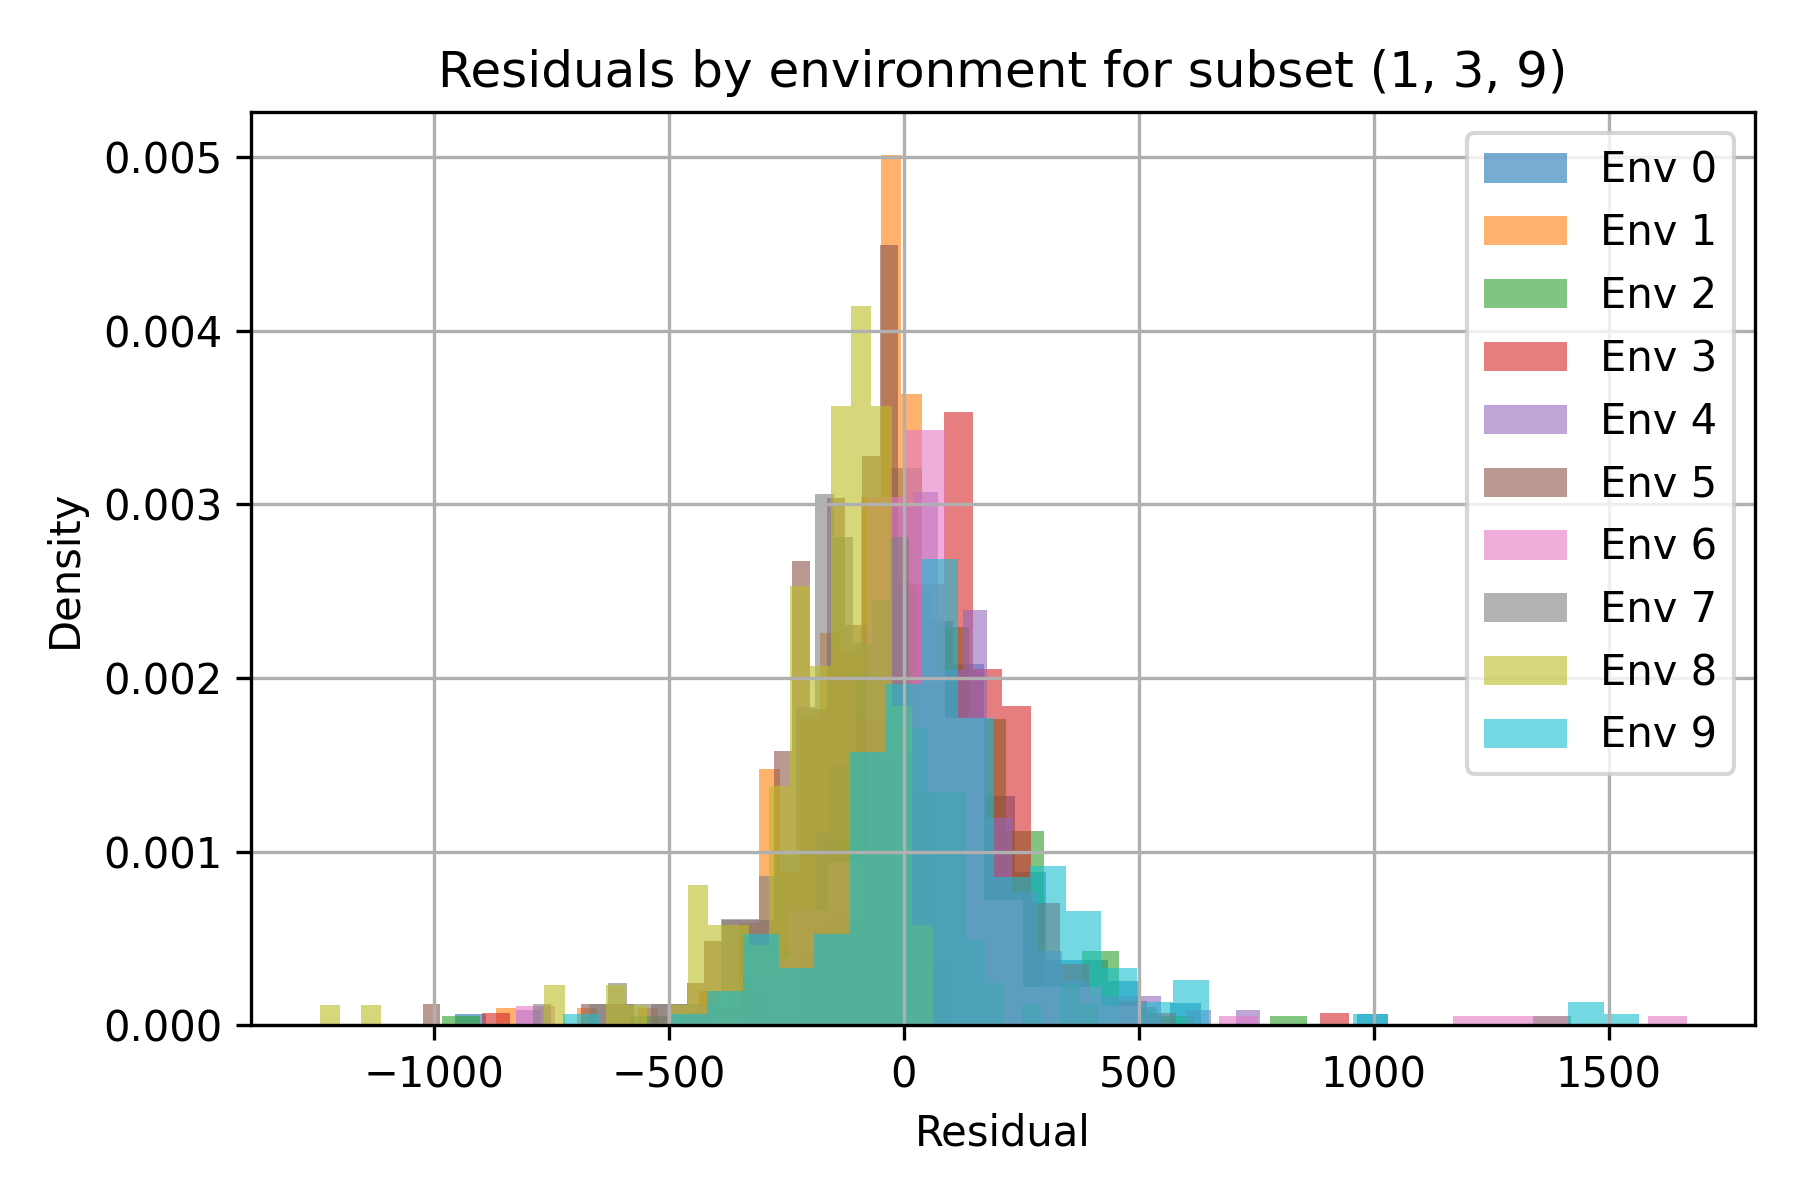 Residuals by environment for subset (1, 3, 9)
0.005
0.004
0.003
0.002
0.001
0.000
Density
−1000
−500
0
500
1000
1500
Residual
Env 0
Env 1
Env 2
Env 3
Env 4
Env 5
Env 6
Env 7
Env 8
Env 9